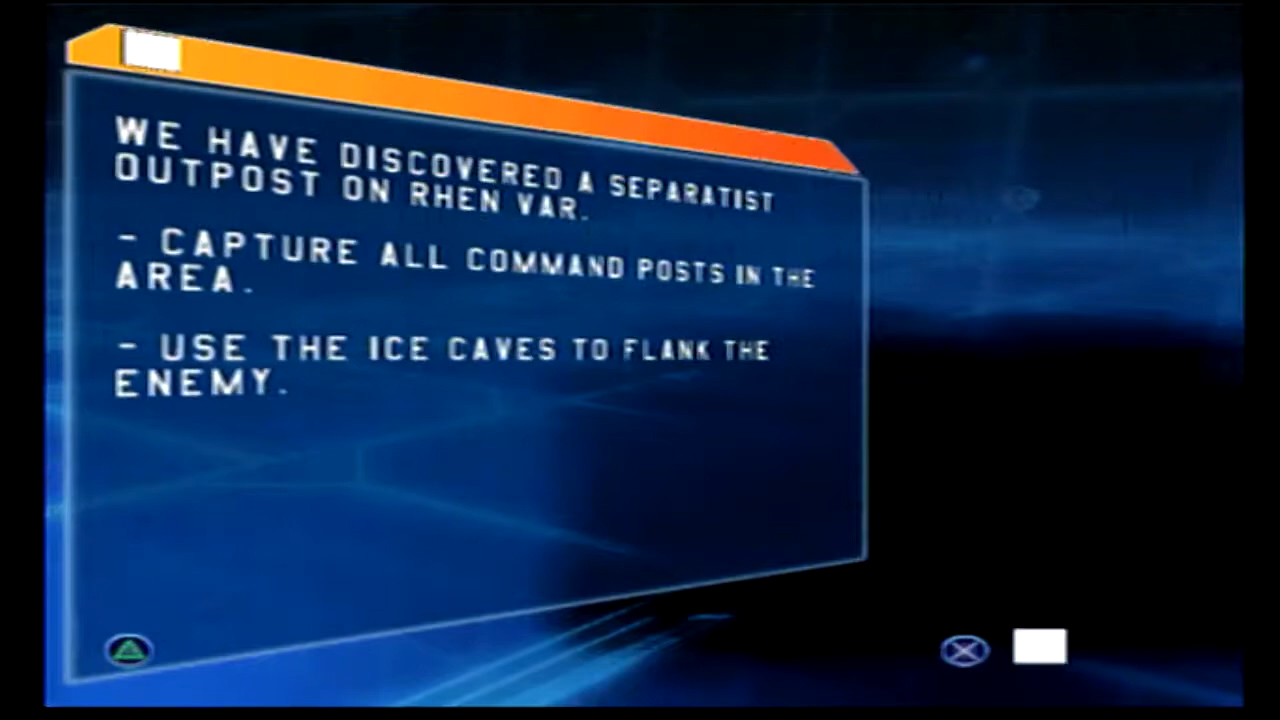 WE HAVE DISCOVERED A SEPARATIST
OUTPOST ON RHEN VAR.
- CAPTURE ALL COMMAND POSTS IN THE
AREA.
- USE THE ICE CAVES TO FLANK THE
ENEMY.